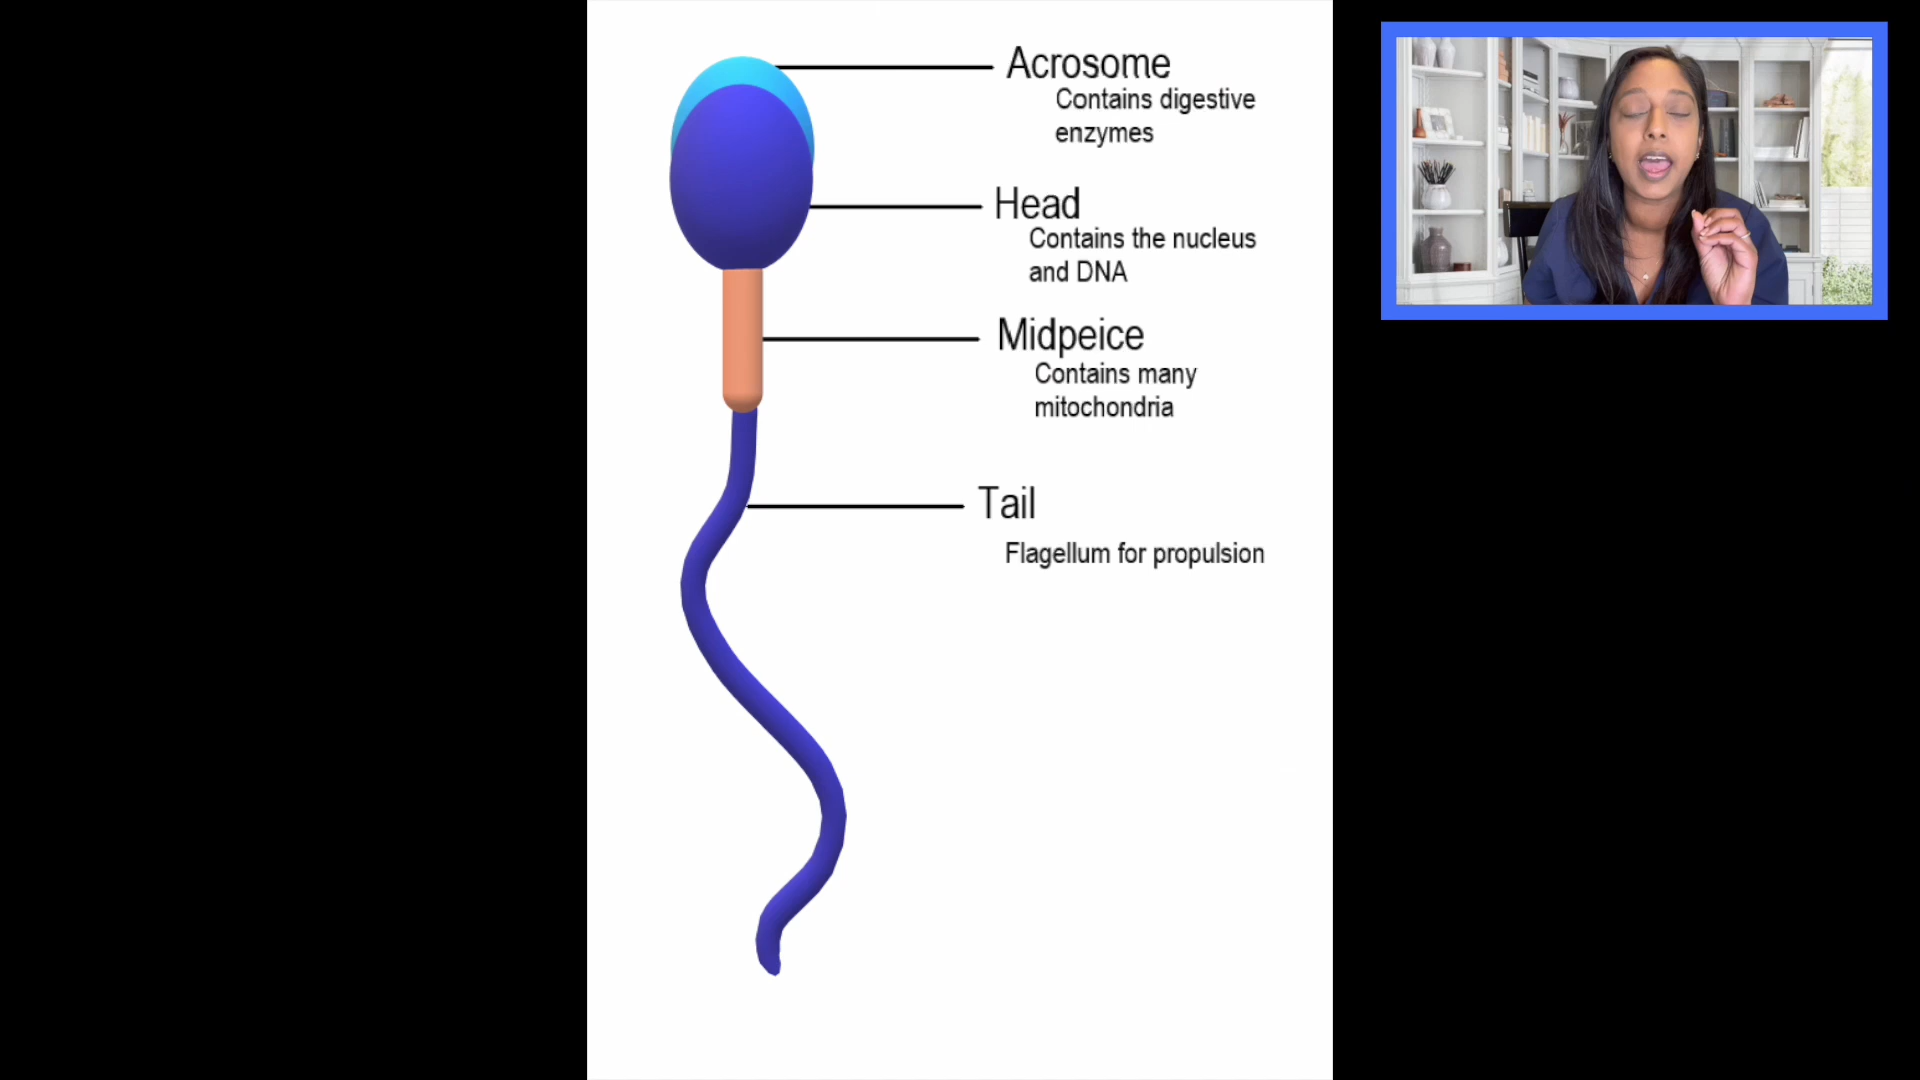 Acrosome
Contains digestive
enzymes
Head
Contains the nucleus
and DNA
Midpeice
Contains many
mitochondria
Tail
Flagellum for propulsion